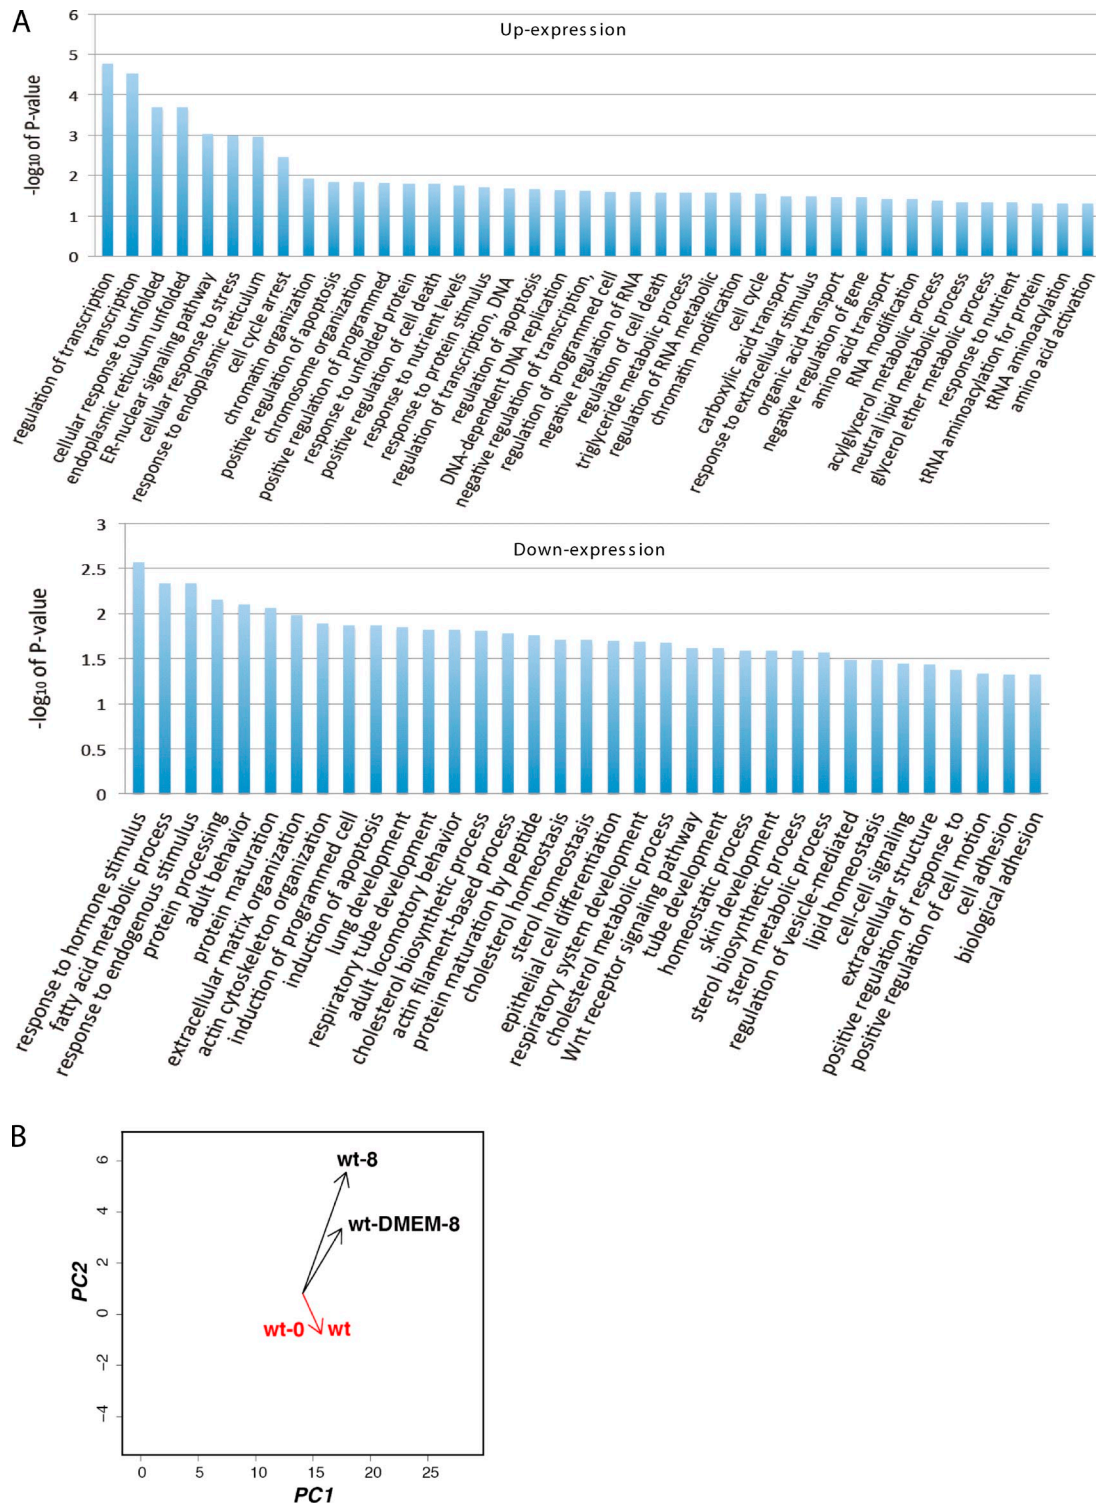 A
Up-expression
-log10 of P-value
6
5
4
3
2
1
0
regulation of transcription
transcription
cellular response to unfolded
endoplasmic reticulum unfolded
ER-nuclear signaling pathway
cellular response to stress
response to endoplasmic reticulum
cell cycle arrest
chromatin organization
positive regulation of apoptosis
chromosome organization
positive regulation of programmed
response to unfolded protein
positive regulation of cell death
response to nutrient levels
response to protein stimulus
regulation of transcription, DNA
regulation of apoptosis
DNA-dependent DNA replication
negative regulation of transcription,
regulation of programmed cell
negative regulation of RNA
regulation of cell death
triglyceride metabolic process
regulation of RNA metabolic
chromatin modification
cell cycle
carboxylic acid transport
response to extracellular stimulus
organic acid transport
negative regulation of gene
amino acid transport
RNA modification
acylglycerol metabolic process
neutral lipid metabolic process
glycerol ether metabolic process
response to nutrient
tRNA aminoacylation for protein
tRNA aminoacylation
amino acid activation
Down-expression
-log10 of P-value
3
2.5
2
1.5
1
0.5
0
response to hormone stimulus
fatty acid metabolic process
response to endogenous stimulus
protein processing
adult behavior
protein maturation
extracellular matrix organization
actin cytoskeleton organization
induction of programmed cell
induction of apoptosis
lung development
respiratory tube development
adult locomotory behavior
cholesterol biosynthetic process
actin filament-based process
protein maturation by peptide
cholesterol homeostasis
sterol homeostasis
epithelial cell differentiation
respiratory system development
cholesterol metabolic process
Wnt receptor signaling pathway
tube development
homeostatic process
skin development
sterol biosynthetic process
sterol metabolic process
regulation of vesicle-mediated
lipid homeostasis
cell-cell signaling
extracellular structure
positive regulation of response to
positive regulation of cell motion
cell adhesion
biological adhesion
B
PC2
6
4
2
0
−2
−4
wt-8
wt-DMEM-8
wt-0 wt
0 5 10 15 20 25
PC1